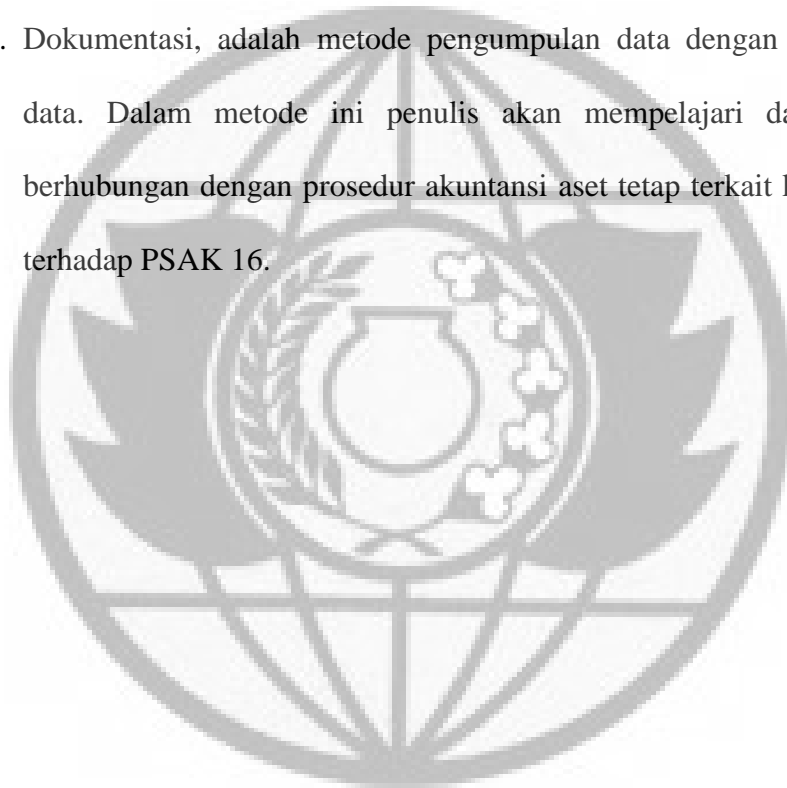 . Dokumentasi, adalah metode pengumpulan data dengan
data. Dalam metode ini penulis akan mempelajari
berhubungan dengan prosedur akuntansi aset tetap terkait
terhadap PSAK 16.